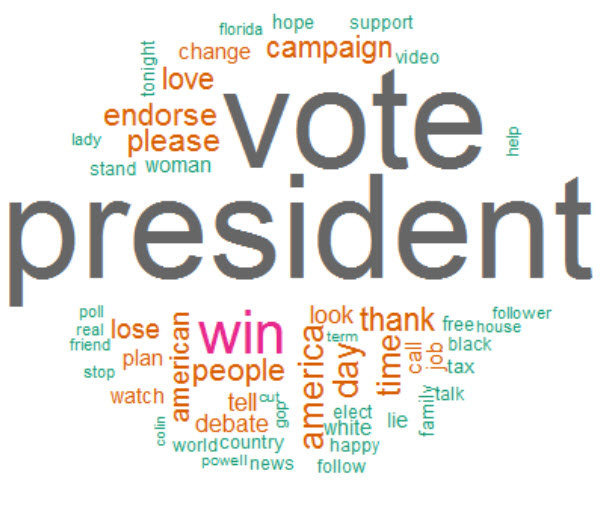 florida
hope
support
change
campaign
video
tonight
love
vote
endorse
please
lady
help
stand
woman
president
poll
real
friend
lose
american
win
look
america
term
thank
follower
free
house
black
plan
stop
people
day
time
call
job
tax
watch
tell
cut
gop
elect
family
talk
colin
debate
white
lie
world
country
happy
powell
news
follow